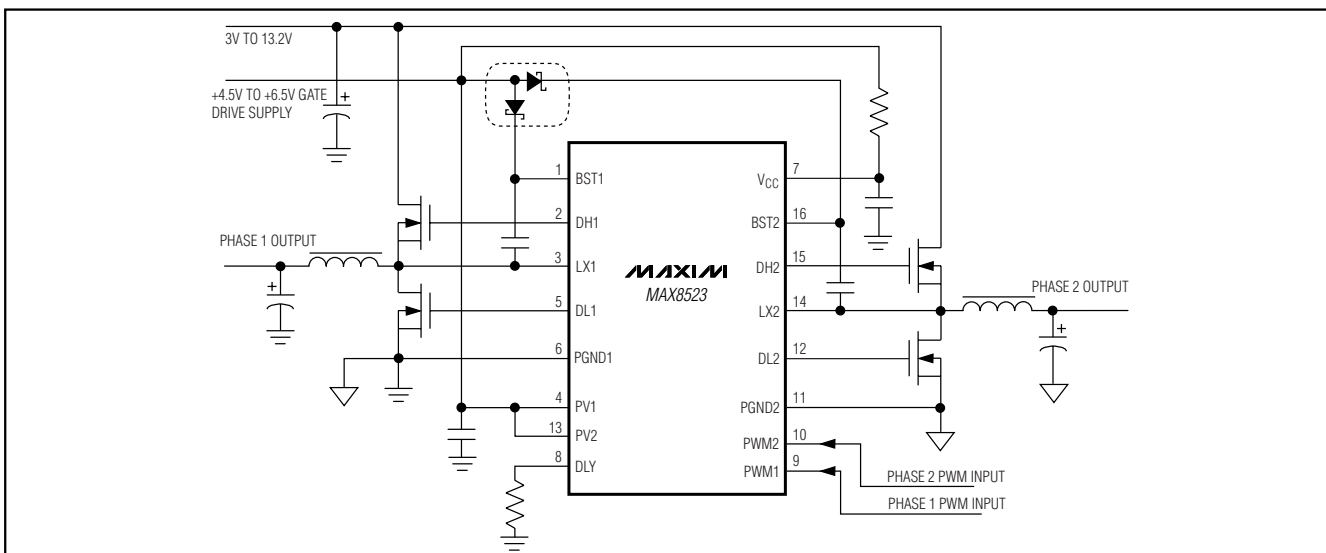 3V TO 13.2V
+4.5V TO +6.5V GATE
DRIVE SUPPLY
+
1 BST1
2 DH1
PHASE 1 OUTPUT
3 LX1
+
5 DL1
6 PGND1
4 PV1
13 PV2
8 DLY
MAXIM
MAX8523
VCC 7
BST2 16
DH2 15
LX2 14
PHASE 2 OUTPUT
+
DL2 12
PGND2 11
PWM2 10
PWM1 9
PHASE 2 PWM INPUT
PHASE 1 PWM INPUT